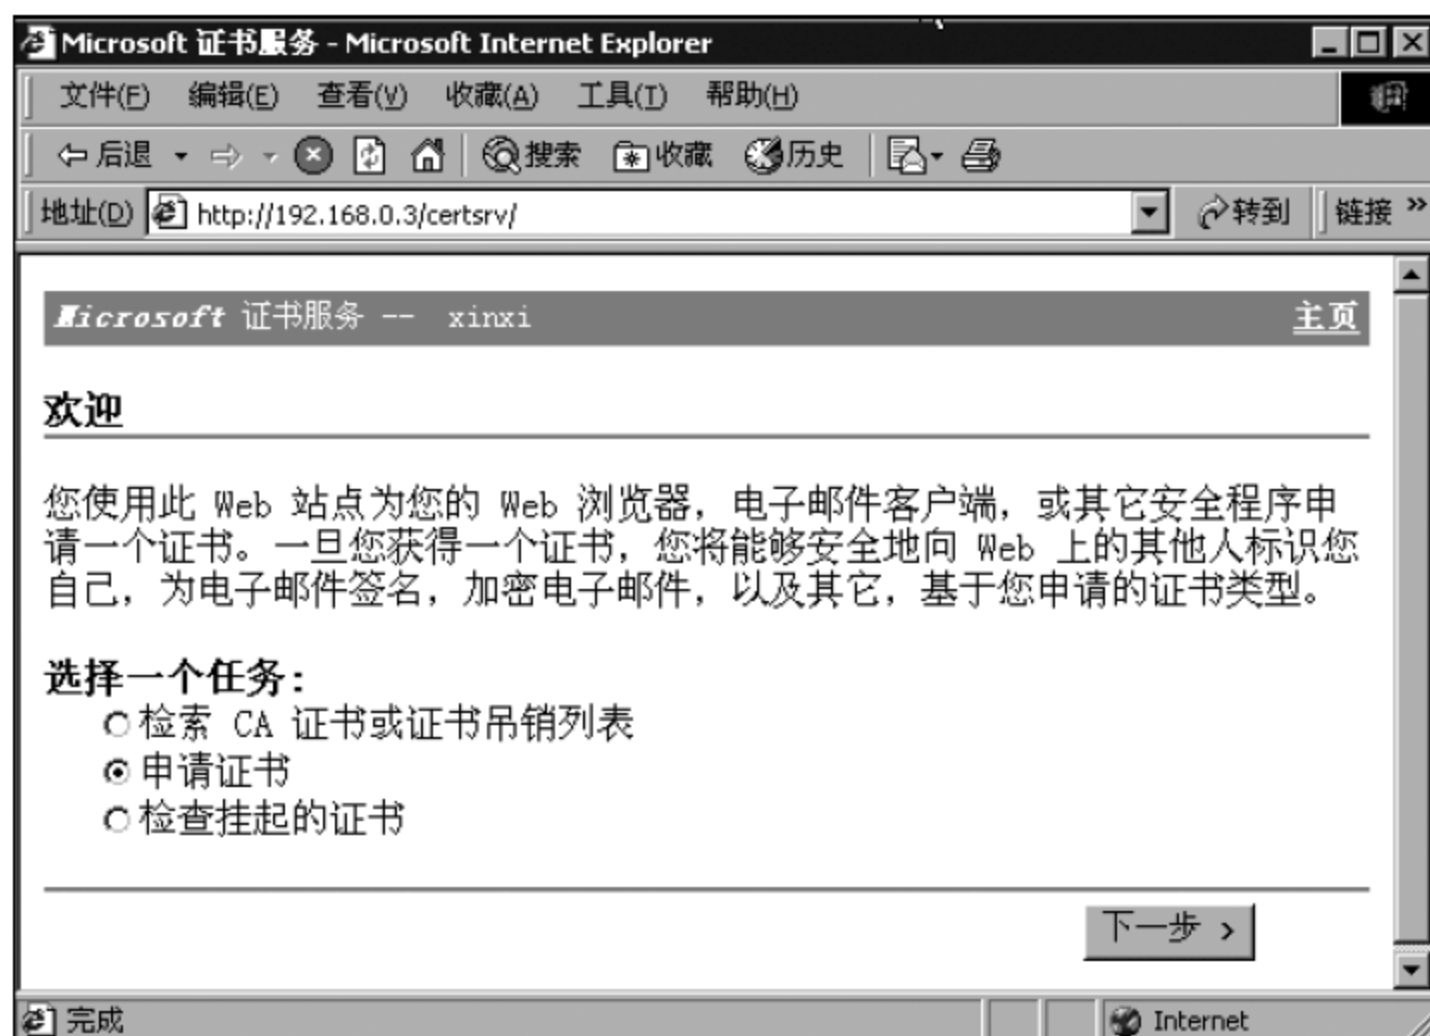 Microsoft 证书服务 - Microsoft Internet Explorer
文件(F) 编辑(E) 查看(V) 收藏(A) 工具(T) 帮助(H)
后退 搜索 收藏 历史
地址(D) http://192.168.0.3/certsrv/ 转到 链接 »
Microsoft 证书服务 -- xinxi 主页
欢迎
您使用此 Web 站点为您的 Web 浏览器，电子邮件客户端，或其它安全程序申
请一个证书。一旦您获得一个证书，您将能够安全地向 Web 上的其他人标识您
自己，为电子邮件签名，加密电子邮件，以及其它，基于您申请的证书类型。
选择一个任务:
检索 CA 证书或证书吊销列表
申请证书
检查挂起的证书
下一步 >
完成 Internet